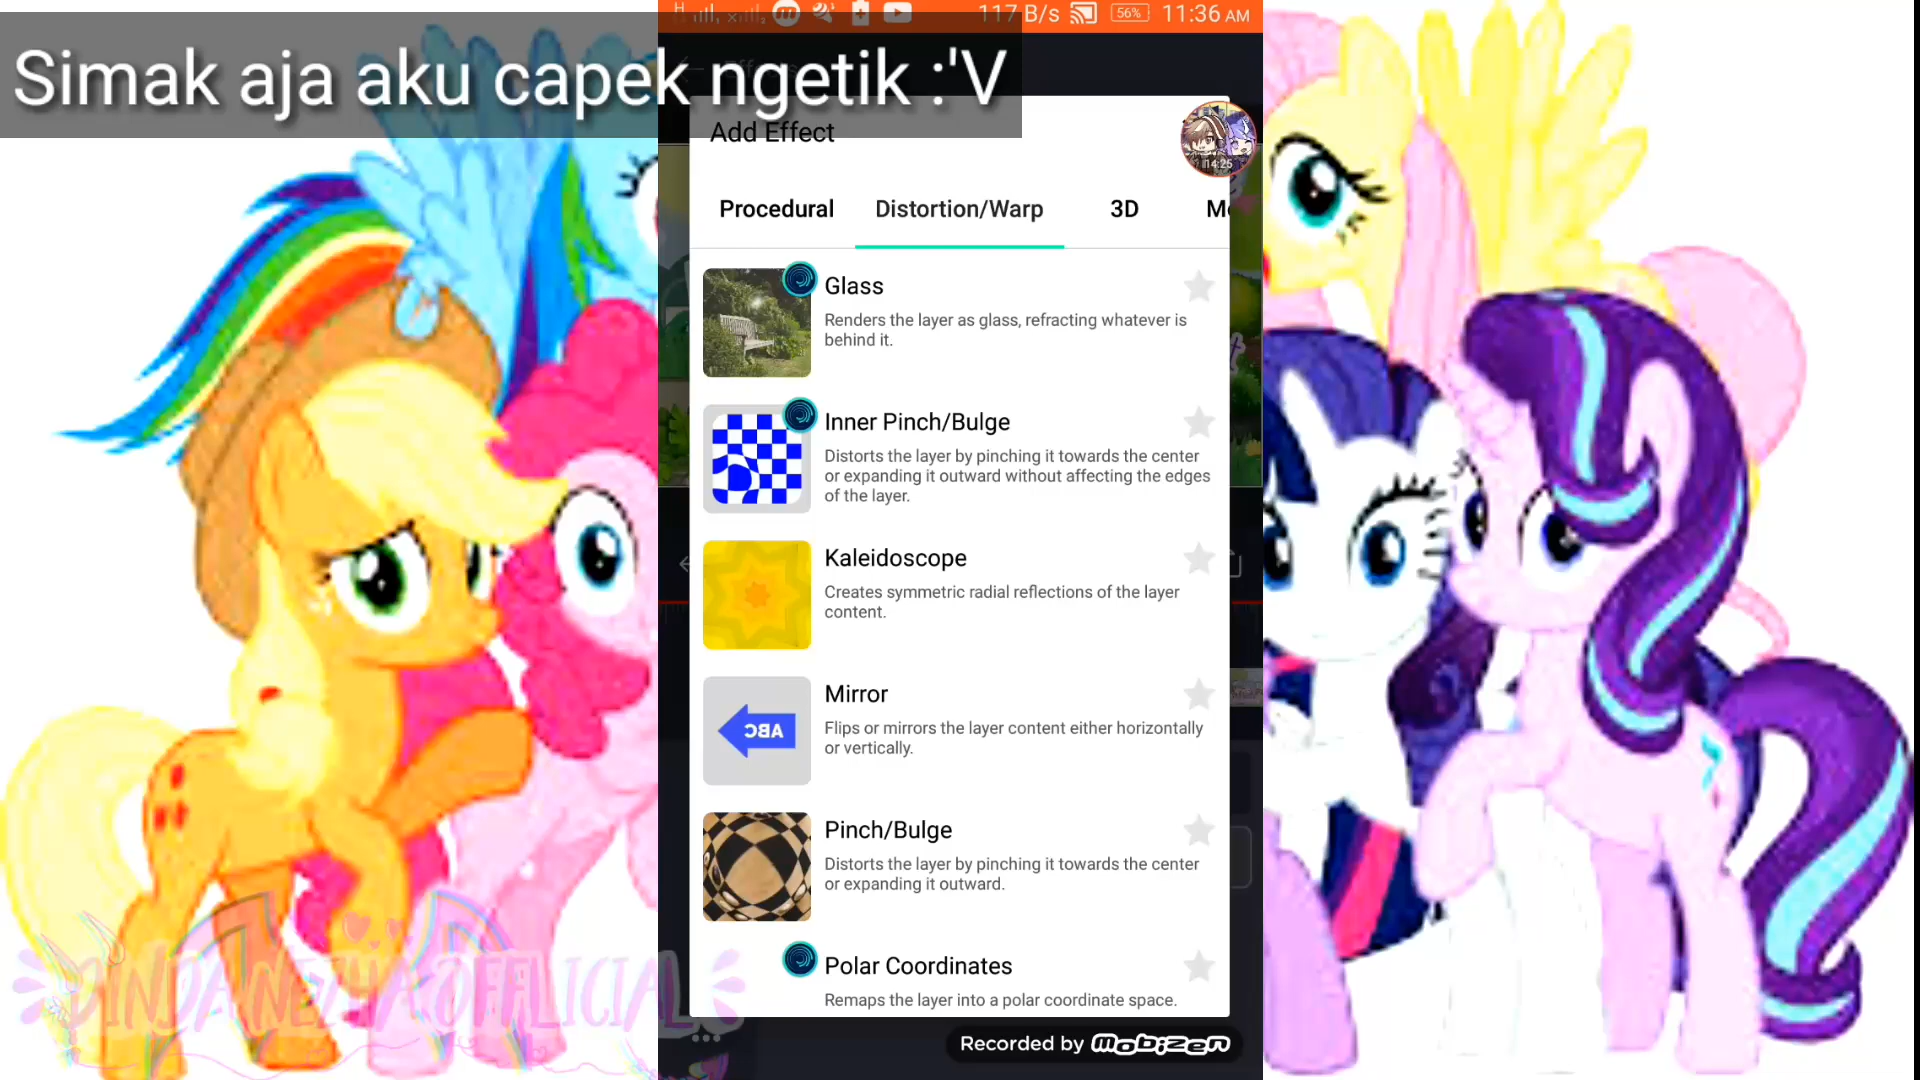 117 B/s 56% 11:36 AM
Simak aja aku capek ngetik :'V
Add Effect
14:25
Procedural Distortion/Warp 3D
Glass
Renders the layer as glass, refracting whatever is
behind it.
Inner Pinch/Bulge
Distorts the layer by pinching it towards the center
or expanding it outward without affecting the edges
of the layer.
Kaleidoscope
Creates symmetric radial reflections of the layer
content.
ABC
Mirror
Flips or mirrors the layer content either horizontally
or vertically.
Pinch/Bulge
Distorts the layer by pinching it towards the center
or expanding it outward.
Polar Coordinates
Remaps the layer into a polar coordinate space.
DINDA NEZHA OFFLICIAL
Recorded by mobizen